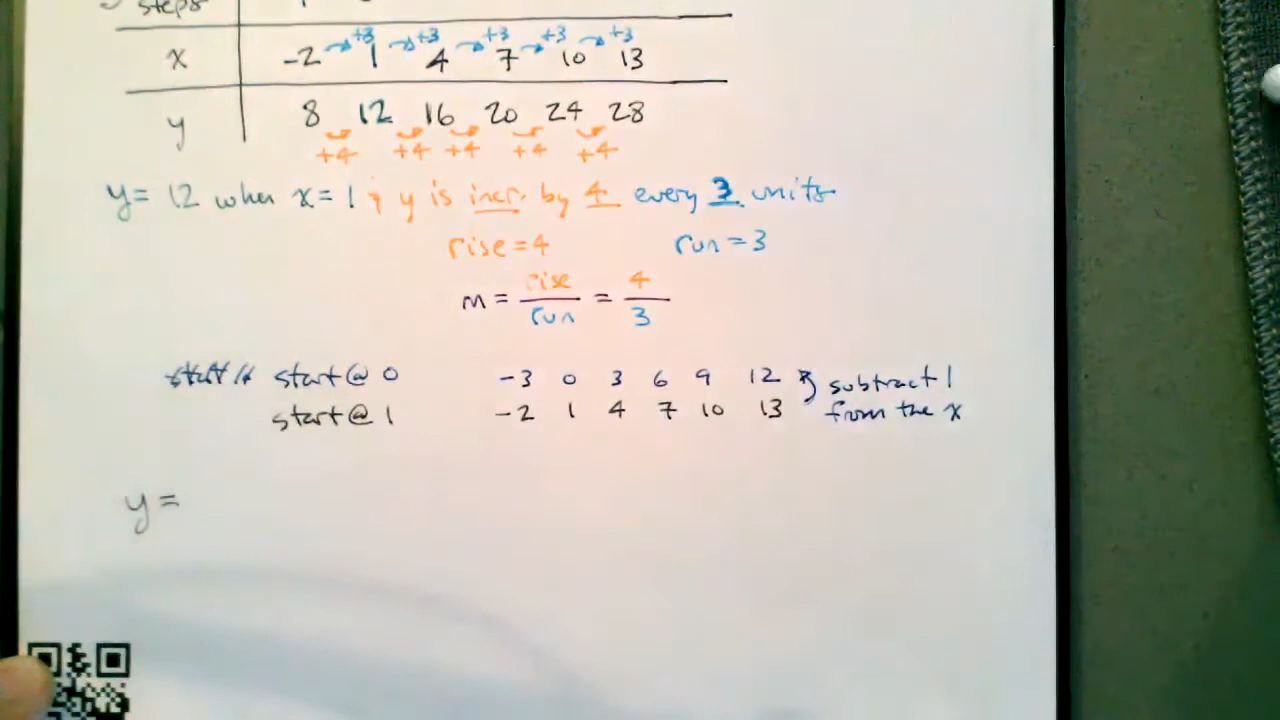 steps
+3 +3 +3 +3 +3
x -2 1 4 7 10 13
y 8 12 16 20 24 28
+4 +4 +4 +4 +4
y = 12 when x = 1 & y is incr. by 4 every 3 units
rise = 4 run = 3
m = rise/run = 4/3
start @ 0 -3 0 3 6 9 12 subtract 1
start @ 1 -2 1 4 7 10 13 from the x
y =